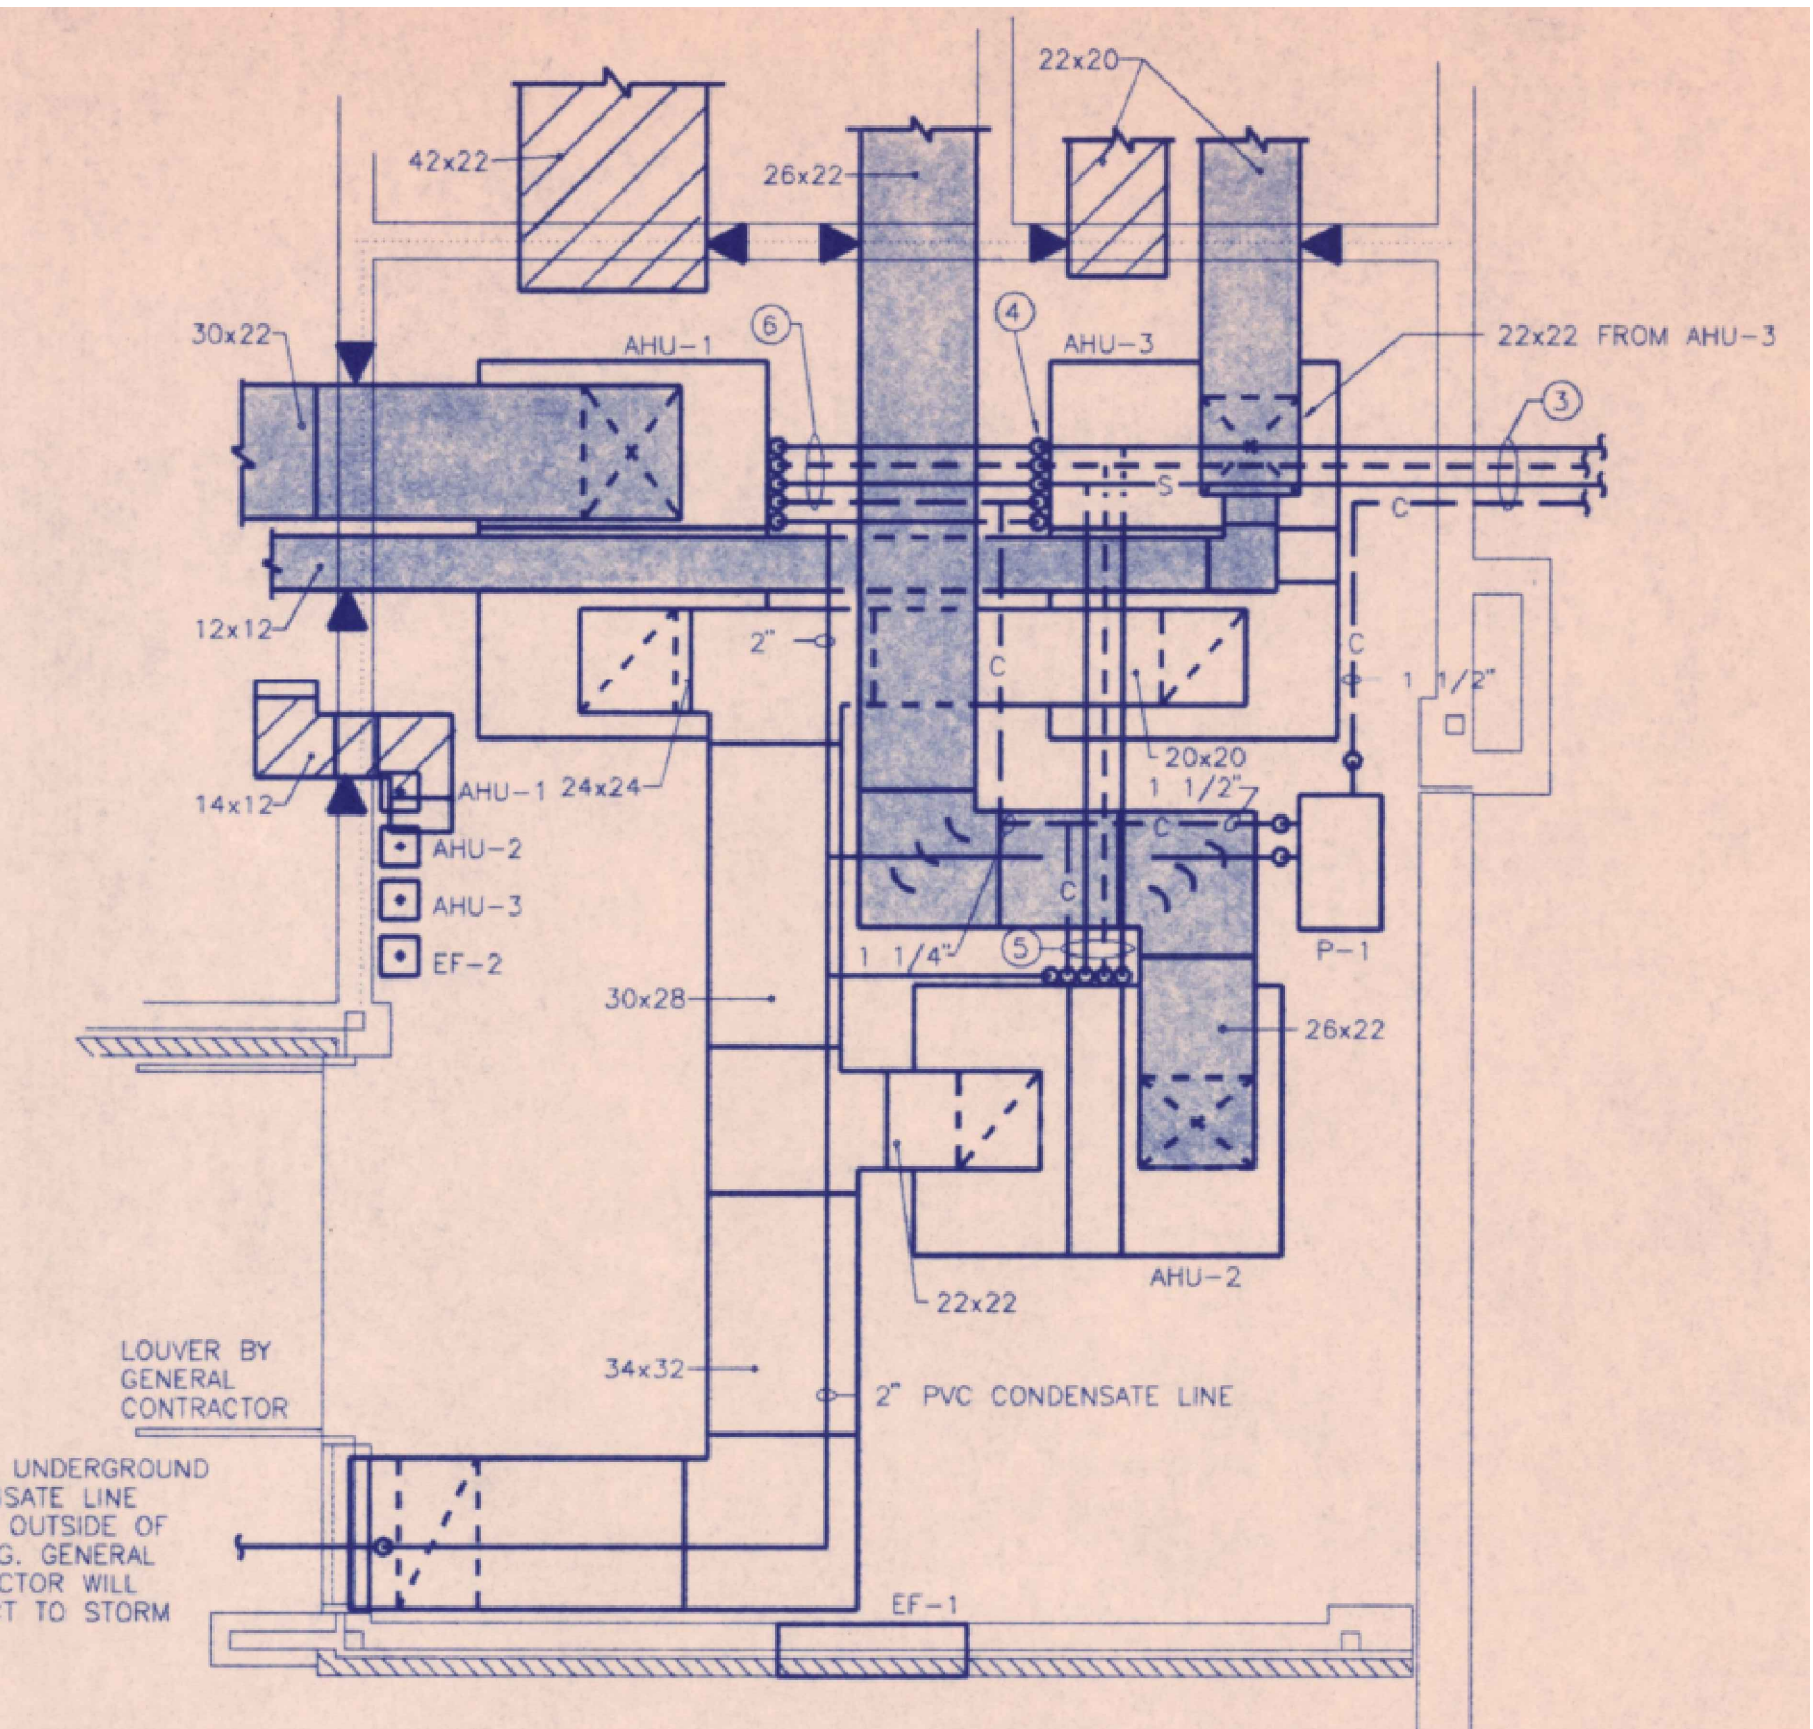 22x20
42x22
26x22
30x22
6
4
AHU-1
AHU-3
22x22 FROM AHU-3
3
S
C
12x12
2"
C
C
1 1/2"
20x20
14x12
AHU-1
24x24
1 1/2"
C
AHU-2
C
AHU-3
1 1/4"
5
P-1
EF-2
30x28
26x22
AHU-2
22x22
LOUVER BY
GENERAL
CONTRACTOR
34x32
2" PVC CONDENSATE LINE
UNDERGROUND
LINE
OUTSIDE OF
GENERAL
WILL
TO STORM
EF-1